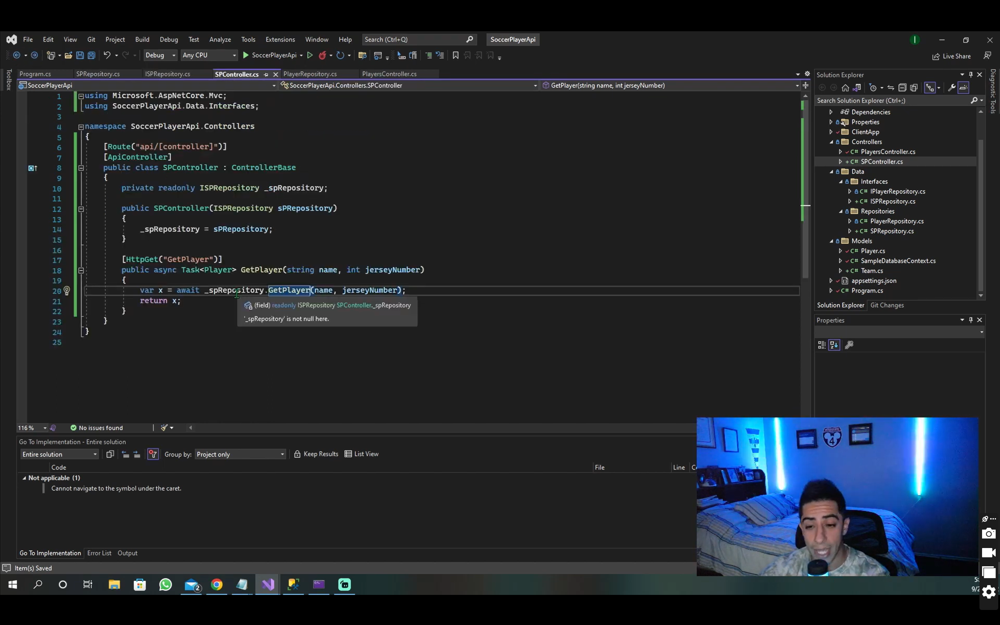 File Edit View Git Project Build Debug Test Analyze Tools Extensions Window Help Search (Ctrl+Q) SoccerPlayerApi
Debug Any CPU SoccerPlayerApi Live Share
Toolbox
Program.cs SPRepository.cs ISPRepository.cs SPController.cs PlayerRepository.cs PlayersController.cs
SoccerPlayerApi SoccerPlayerApi.Controllers.SPController GetPlayer(string name, int jerseyNumber)
1 using Microsoft.AspNetCore.Mvc;
2 using SoccerPlayerApi.Data.Interfaces;
3
4 namespace SoccerPlayerApi.Controllers
5 {
6 [Route("api/[controller]")]
7 [ApiController]
8 public class SPController : ControllerBase
9 {
10 private readonly ISPRepository _spRepository;
11
12 public SPController(ISPRepository sPRepository)
13 {
14 _spRepository = sPRepository;
15 }
16
17 [HttpGet("GetPlayer")]
18 public async Task<Player> GetPlayer(string name, int jerseyNumber)
19 {
20 var x = await _spRepository.GetPlayer(name, jerseyNumber);
21 return x;
22 }
23 }
24 }
25
(field) readonly ISPRepository SPController._spRepository
'_spRepository' is not null here.
116 % No issues found
Go To Implementation - Entire solution
Entire solution Group by: Project only Keep Results List View
Code File Line
Not applicable (1)
Cannot navigate to the symbol under the caret.
Go To Implementation Error List Output
Item(s) Saved
Solution Explorer
Search Solution Explorer (Ctrl+;)
Dependencies
Properties
ClientApp
Controllers
C# PlayersController.cs
C# SPController.cs
Data
Interfaces
C# IPlayerRepository.cs
C# ISPRepository.cs
Repositories
C# PlayerRepository.cs
C# SPRepository.cs
Models
C# Player.cs
C# SampleDatabaseContext.cs
C# Team.cs
appsettings.json
C# Program.cs
Solution Explorer Git Changes
Properties
Diagnostic Tools
INTERSTATE
4
2